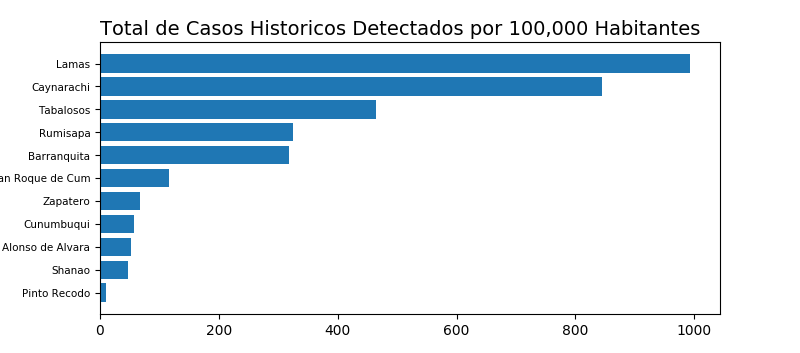 Total de Casos Historicos Detectados por 100,000 Habitantes
Lamas
Caynarachi
Tabalosos
Rumisapa
Barranquita
an Roque de Cum
Zapatero
Cunumbuqui
Alonso de Alvara
Shanao
Pinto Recodo
0 200 400 600 800 1000